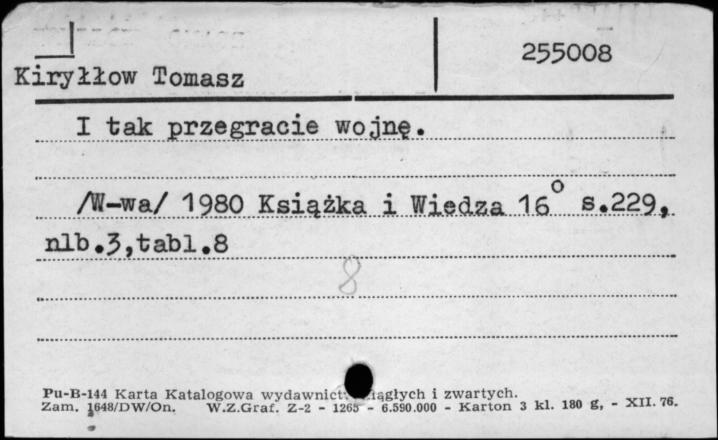 255008
Kiryłłow Tomasz
I tak przegracie wojnę.
/W-wa/ 1980 Książka i Wiedza 16° s.229,
nlb.3,tabl.8
8
Pu-B-144 Karta Katalogowa wydawnict i zwartych.
Zam. 1648/DW/On. W.Z.Graf. Z-2 - 1265 - 6.590.000 - Karton 3 kl. 180 g, - XII. 76.